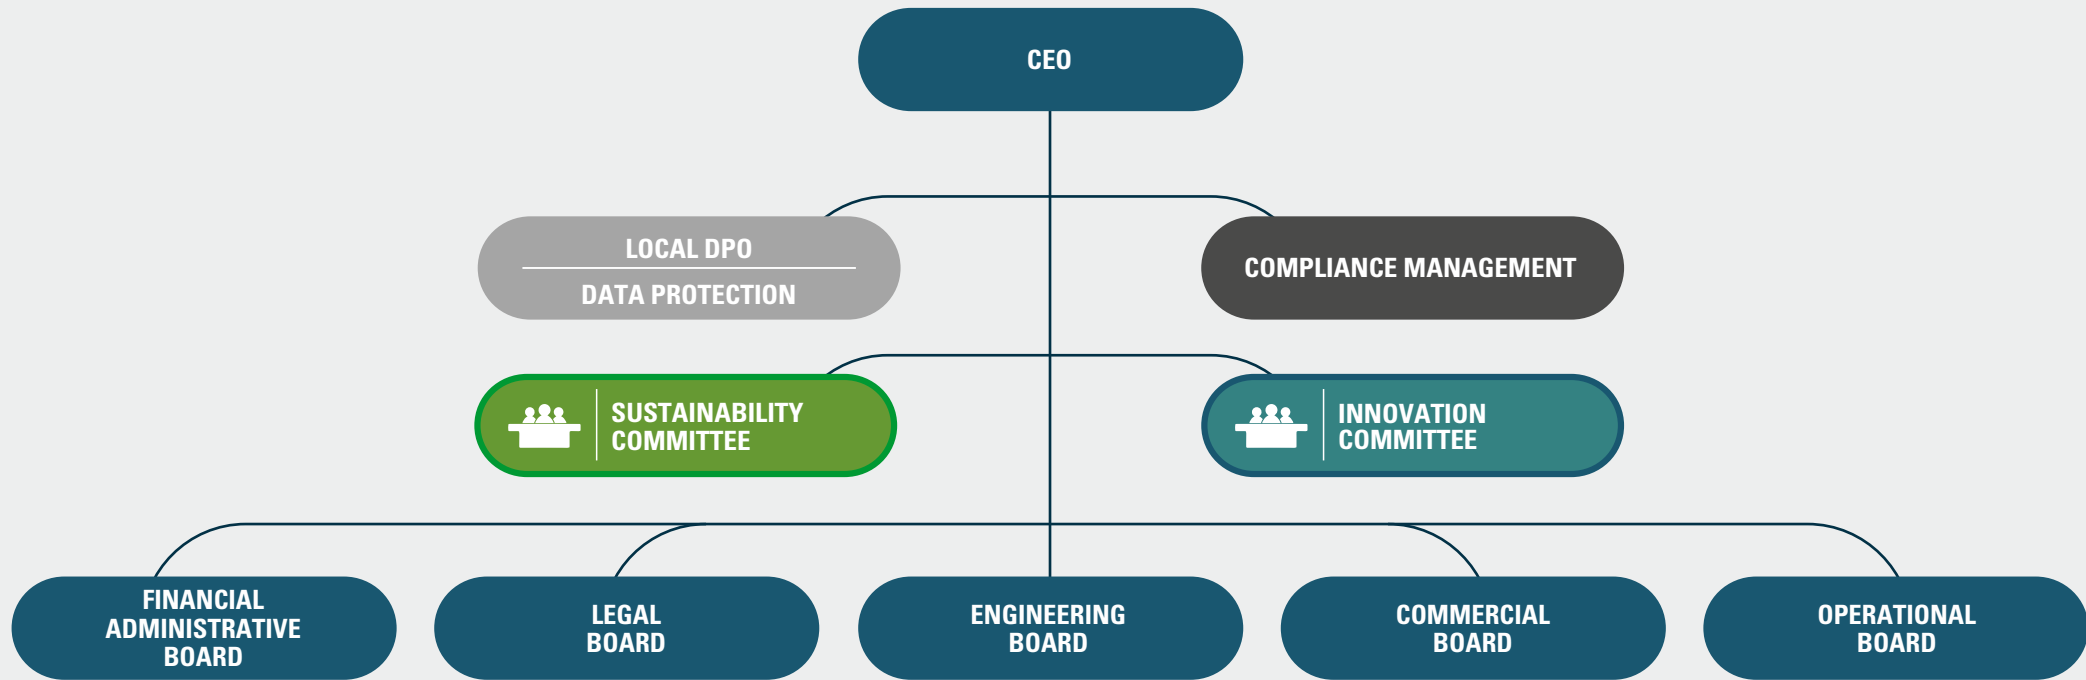 CEO
LOCAL DPO
DATA PROTECTION
COMPLIANCE MANAGEMENT
SUSTAINABILITY
COMMITTEE
INNOVATION
COMMITTEE
FINANCIAL
ADMINISTRATIVE
BOARD
LEGAL
BOARD
ENGINEERING
BOARD
COMMERCIAL
BOARD
OPERATIONAL
BOARD